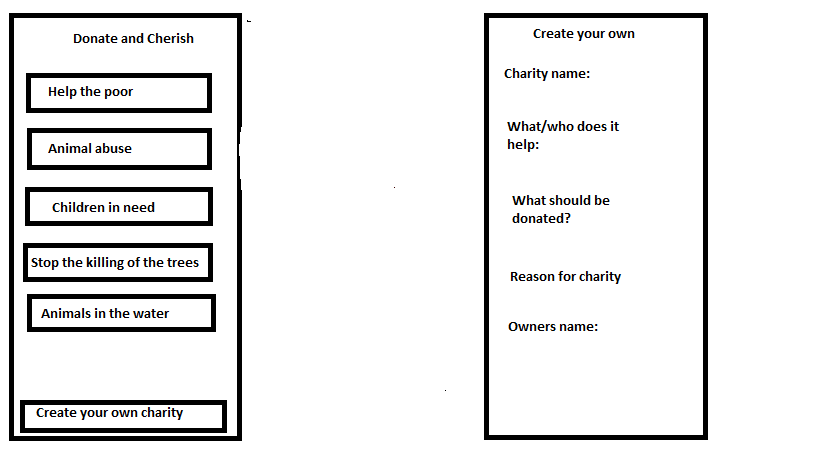 Donate and Cherish
Help the poor
Animal abuse
Children in need
Stop the killing of the trees
Animals in the water
Create your own charity
Create your own
Charity name:
What/who does it
help:
What should be
donated?
Reason for charity
Owners name: